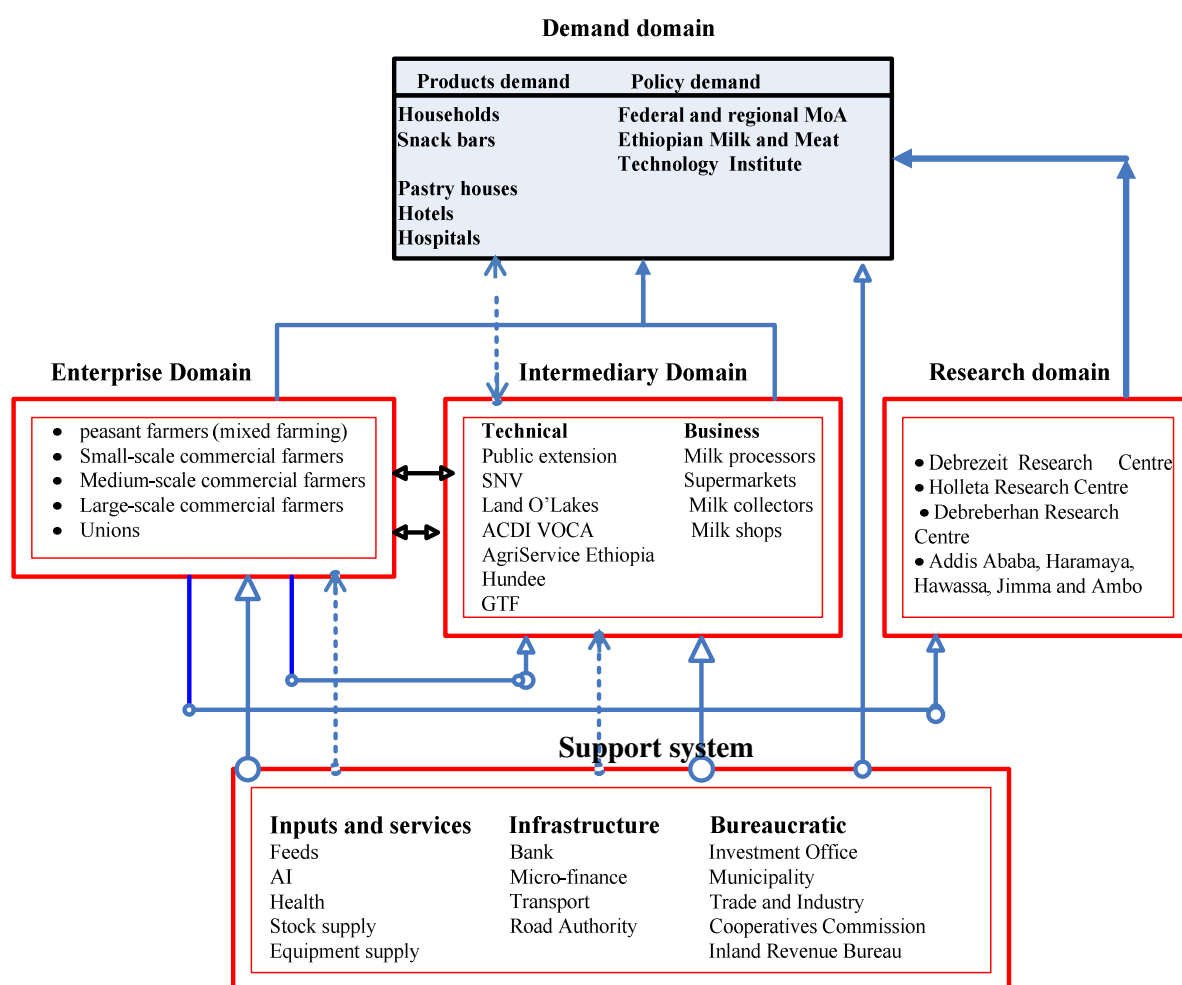 Demand domain
Products demand
Households
Snack bars
Pastry houses
Hotels
Hospitals
Policy demand
Federal and regional MoA
Ethiopian Milk and Meat
Technology Institute
Enterprise Domain
• peasant farmers (mixed farming)
• Small-scale commercial farmers
• Medium-scale commercial farmers
• Large-scale commercial farmers
• Unions
Intermediary Domain
Technical
Public extension
SNV
Land O’Lakes
ACDI VOCA
AgriService Ethiopia
Hundee
GTF
Business
Milk processors
Supermarkets
Milk collectors
Milk shops
Research domain
• Debrezeit Research Centre
• Holleta Research Centre
• Debreberhan Research
Centre
• Addis Ababa, Haramaya,
Hawassa, Jimma and Ambo
Support system
Inputs and services
Feeds
AI
Health
Stock supply
Equipment supply
Infrastructure
Bank
Micro-finance
Transport
Road Authority
Bureaucratic
Investment Office
Municipality
Trade and Industry
Cooperatives Commission
Inland Revenue Bureau